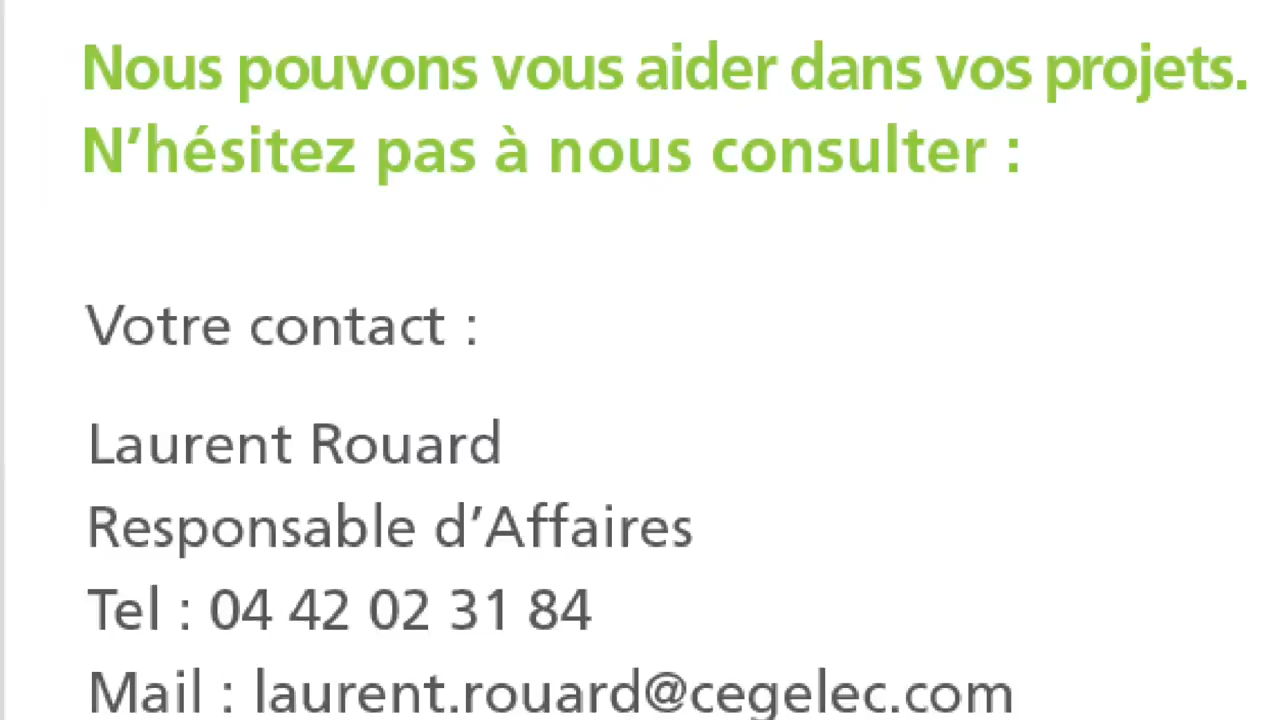 Nous pouvons vous aider dans vos projets.
N’hésitez pas à nous consulter :
Votre contact :
Laurent Rouard
Responsable d’Affaires
Tel : 04 42 02 31 84
Mail : laurent.rouard@cegelec.com